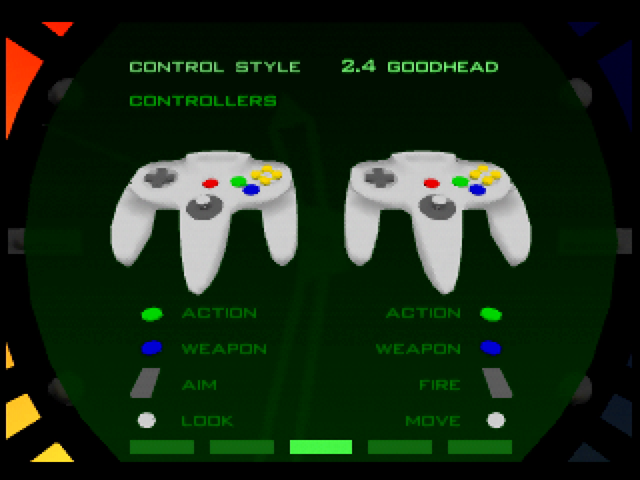 CONTROL STYLE 2.4 GOODHEAD
CONTROLLERS
ACTION ACTION
WEAPON WEAPON
AIM FIRE
LOOK MOVE